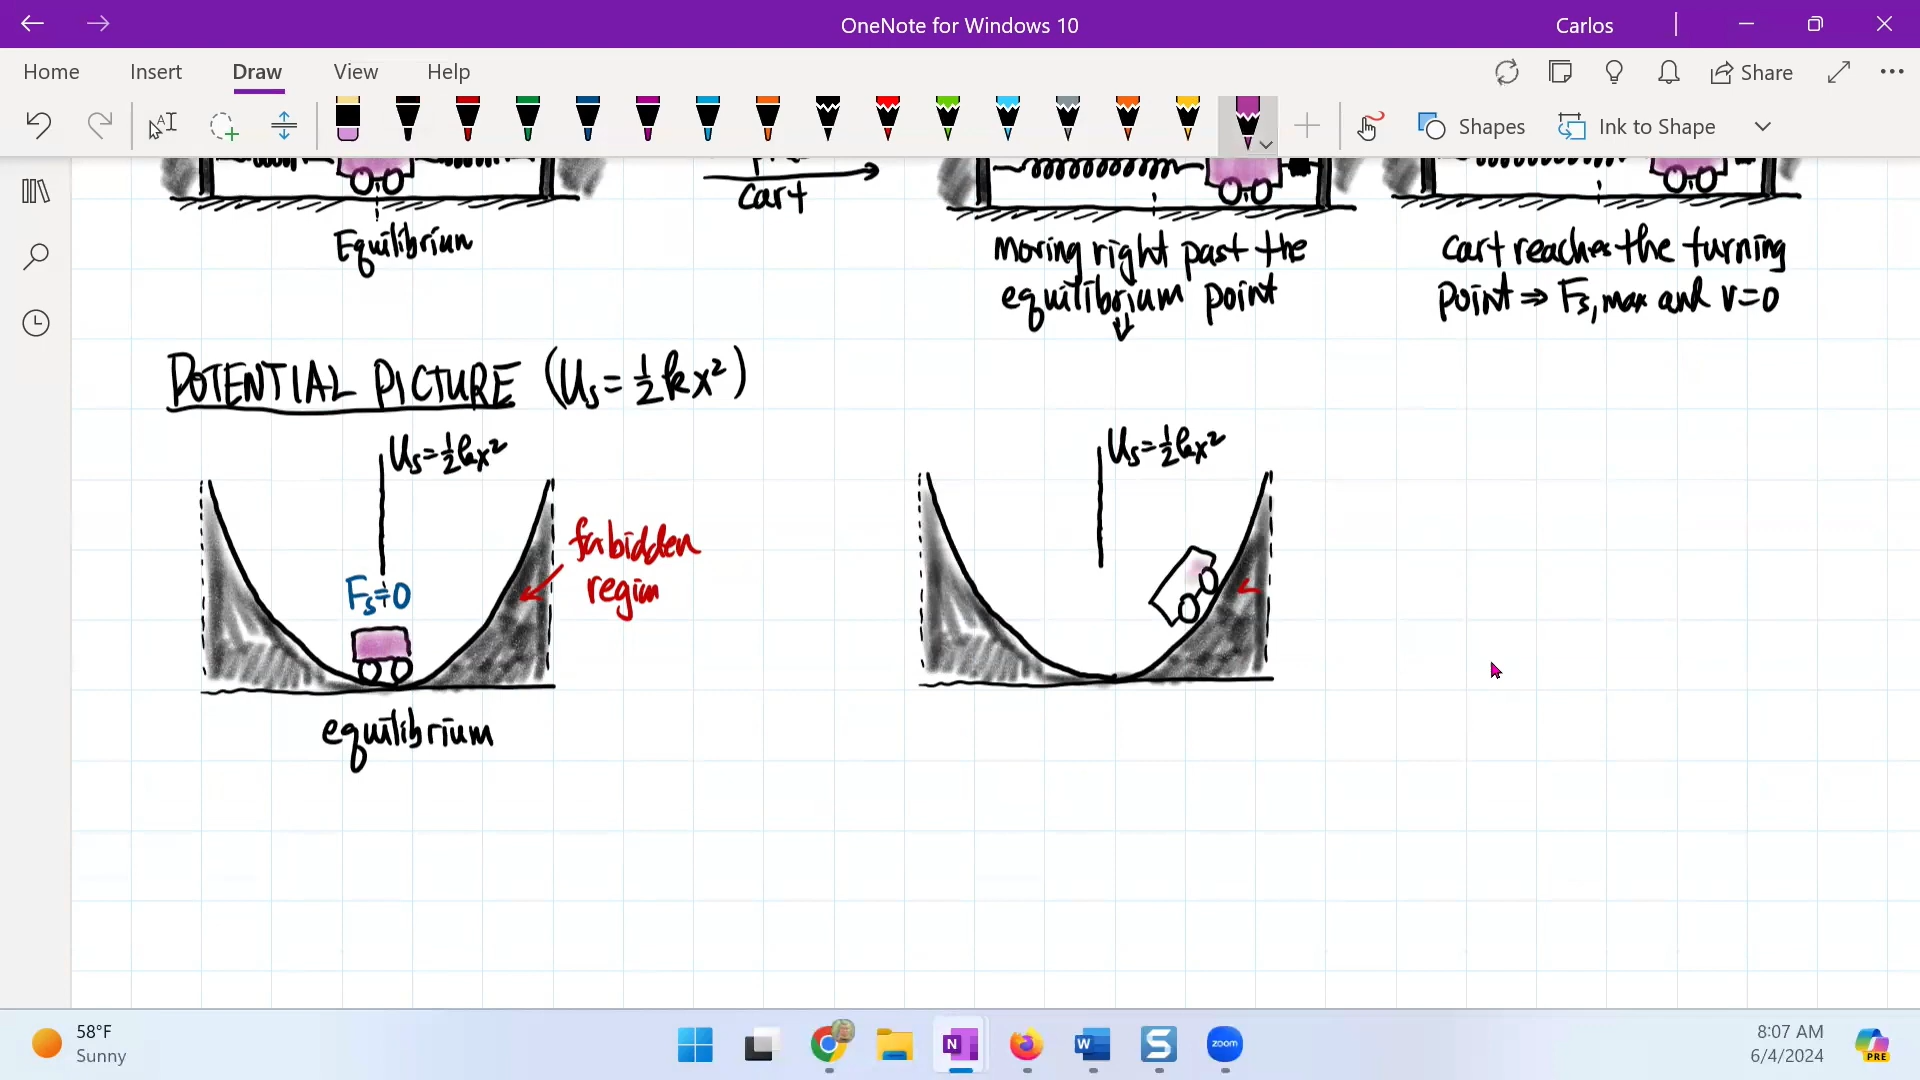 OneNote for Windows 10
Carlos
Home
Insert
Draw
View
Help
Share
Shapes
Ink to Shape
cart
Equilibrium
moving right past the
equilibrium point
cart reaches the turning
point ⇒ Fs,max and v=0
POTENTIAL PICTURE (Us = ½kx²)
Us=½kx²
Fs=0
forbidden
region
equilibrium
Us=½kx²
58°F
Sunny
N
W
S
zoom
8:07 AM
6/4/2024
PRE